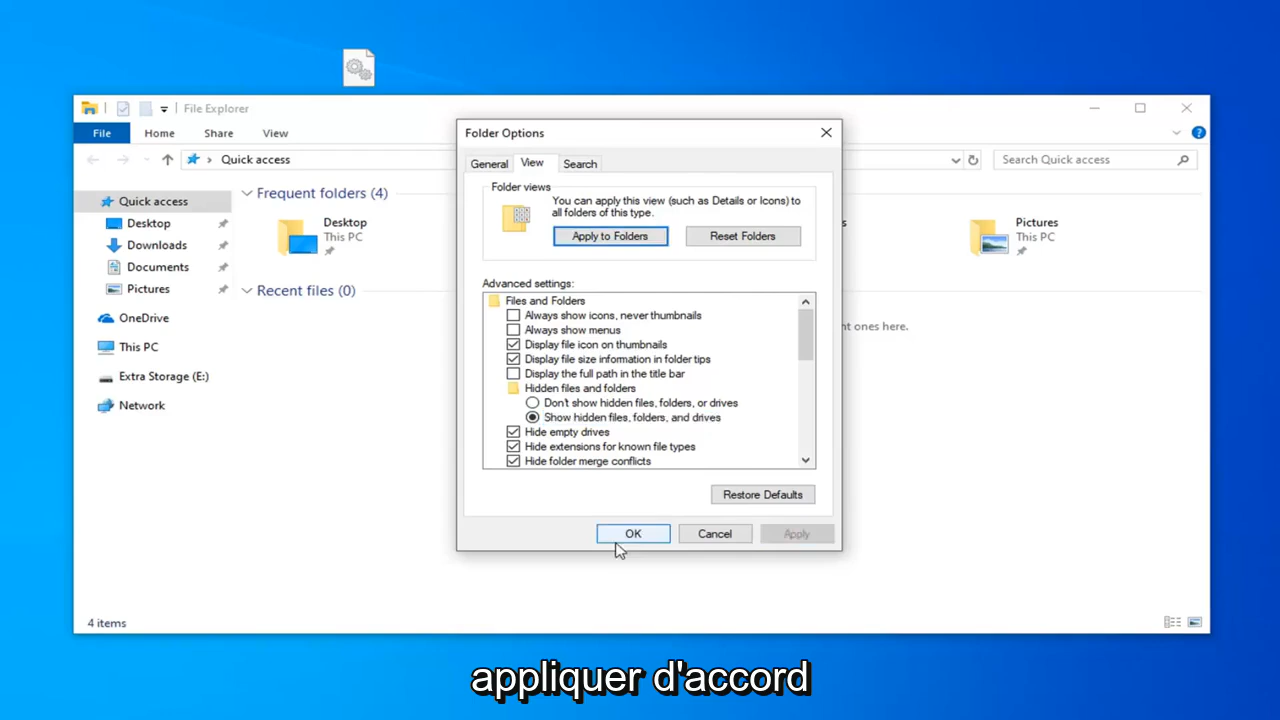 File Explorer
File
Home
Share
View
Quick access
Search Quick access
Quick access
Desktop
Downloads
Documents
Pictures
OneDrive
This PC
Extra Storage (E:)
Network
Frequent folders (4)
Desktop
This PC
Pictures
This PC
Recent files (0)
nt ones here.
4 items
Folder Options
General
View
Search
Folder views
You can apply this view (such as Details or Icons) to
all folders of this type.
Apply to Folders
Reset Folders
Advanced settings:
Files and Folders
Always show icons, never thumbnails
Always show menus
Display file icon on thumbnails
Display file size information in folder tips
Display the full path in the title bar
Hidden files and folders
Don't show hidden files, folders, or drives
Show hidden files, folders, and drives
Hide empty drives
Hide extensions for known file types
Hide folder merge conflicts
Restore Defaults
OK
Cancel
Apply
appliquer d'accord